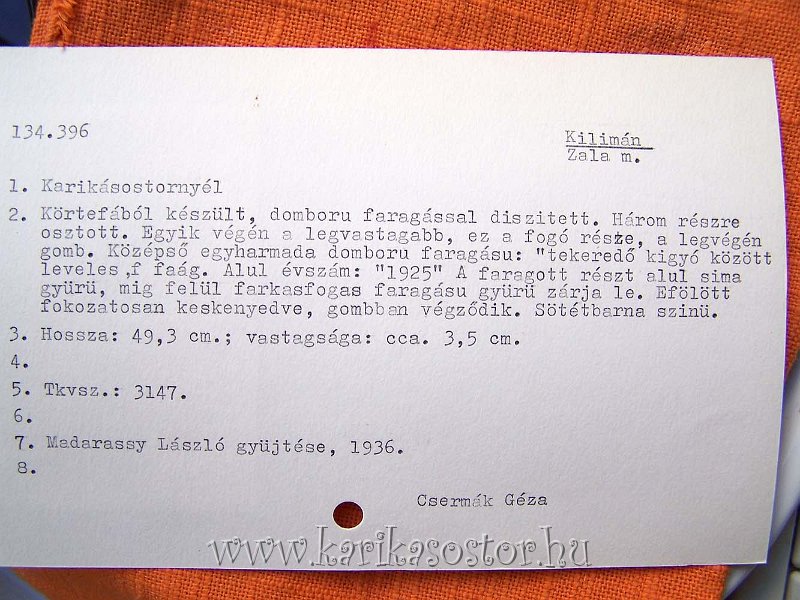 134.396
Kilimán
Zala m.
1. Karikásostornyél
2. Körtefából készült, domboru faragással diszitett. Három részre
osztott. Egyik végén a legvastagabb, ez a fogó része, a legvégén
gomb. Középső egyharmada domboru faragásu: "tekeredő kigyó között
leveles,f faág. Alul évszám: "1925" A faragott részt alul sima
gyürü, mig felül farkasfogas faragásu gyürü zárja le. Efölött
fokozatosan keskenyedve, gombban végződik. Sötétbarna szinü.
3. Hossza: 49,3 cm.; vastagsága: cca. 3,5 cm.
4.
5. Tkvsz.: 3147.
6.
7. Madarassy László gyüjtése, 1936.
8.
Csermák Géza
www.karikasostor.hu